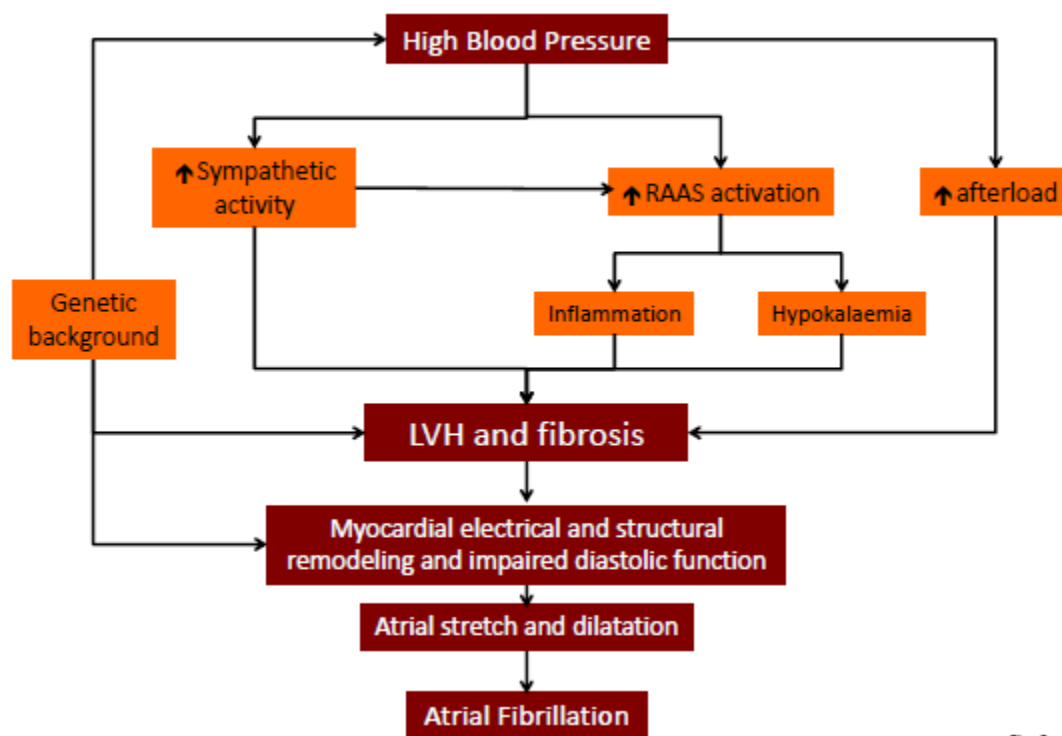 High Blood Pressure
↑Sympathetic
activity
↑RAAS activation
↑afterload
Genetic
background
Inflammation
Hypokalaemia
LVH and fibrosis
Myocardial electrical and structural
remodeling and impaired diastolic function
Atrial stretch and dilatation
Atrial Fibrillation